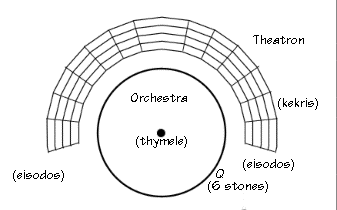 Theatron
Orchestra
(kekris)
(thymele)
(eisodos)
(eisodos)
Q
(6 stones)